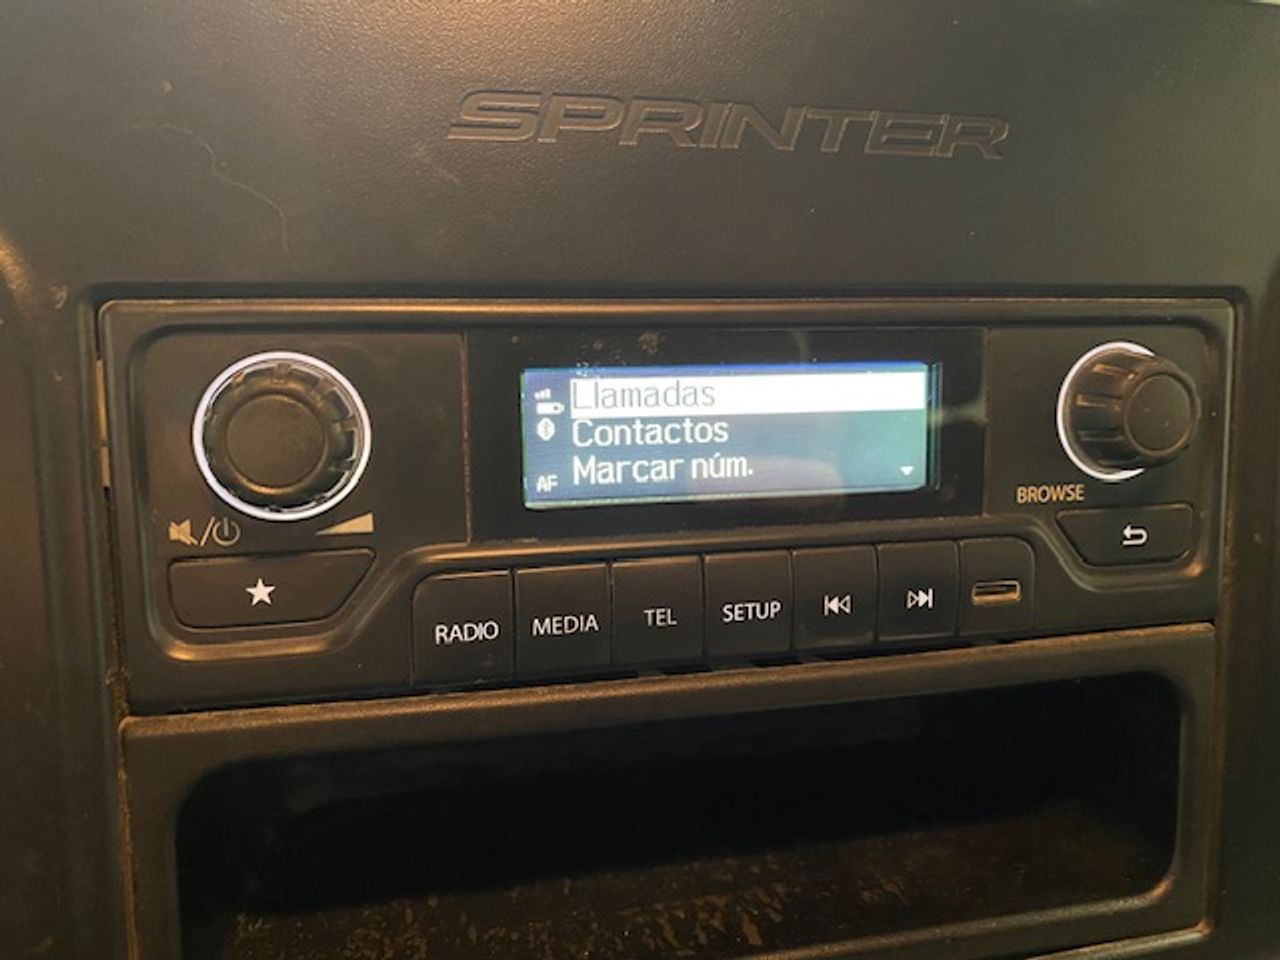 SPRINTER
Llamadas
Contactos
Marcar núm.
AF
BROWSE
RADIO
MEDIA
TEL
SETUP